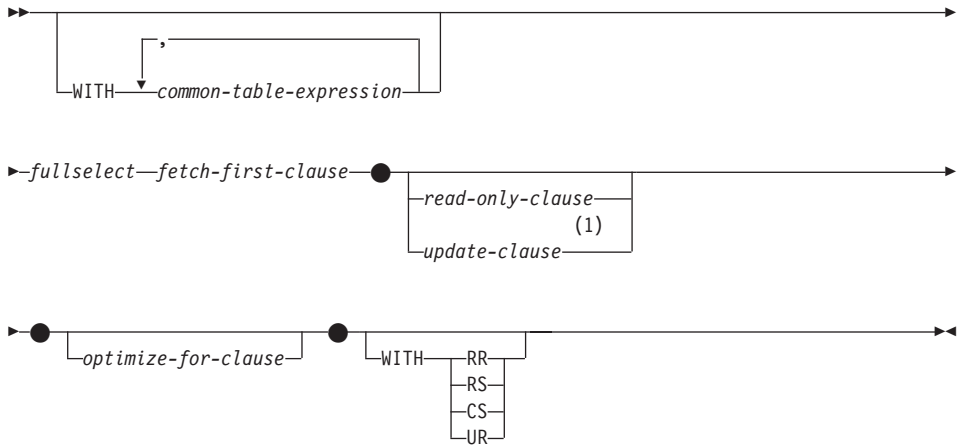 ,
WITH common-table-expression
fullselect fetch-first-clause
read-only-clause
(1)
update-clause
optimize-for-clause
WITH RR
RS
CS
UR